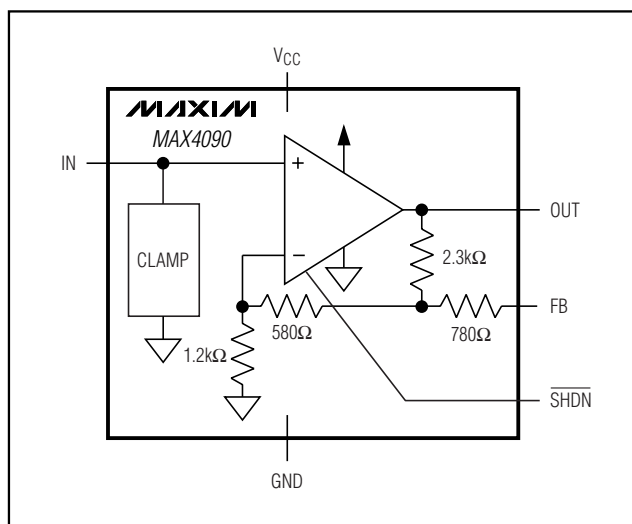 VCC
MAXIM
MAX4090
IN
+
OUT
−
CLAMP
2.3kΩ
580Ω
780Ω
FB
1.2kΩ
SHDN
GND